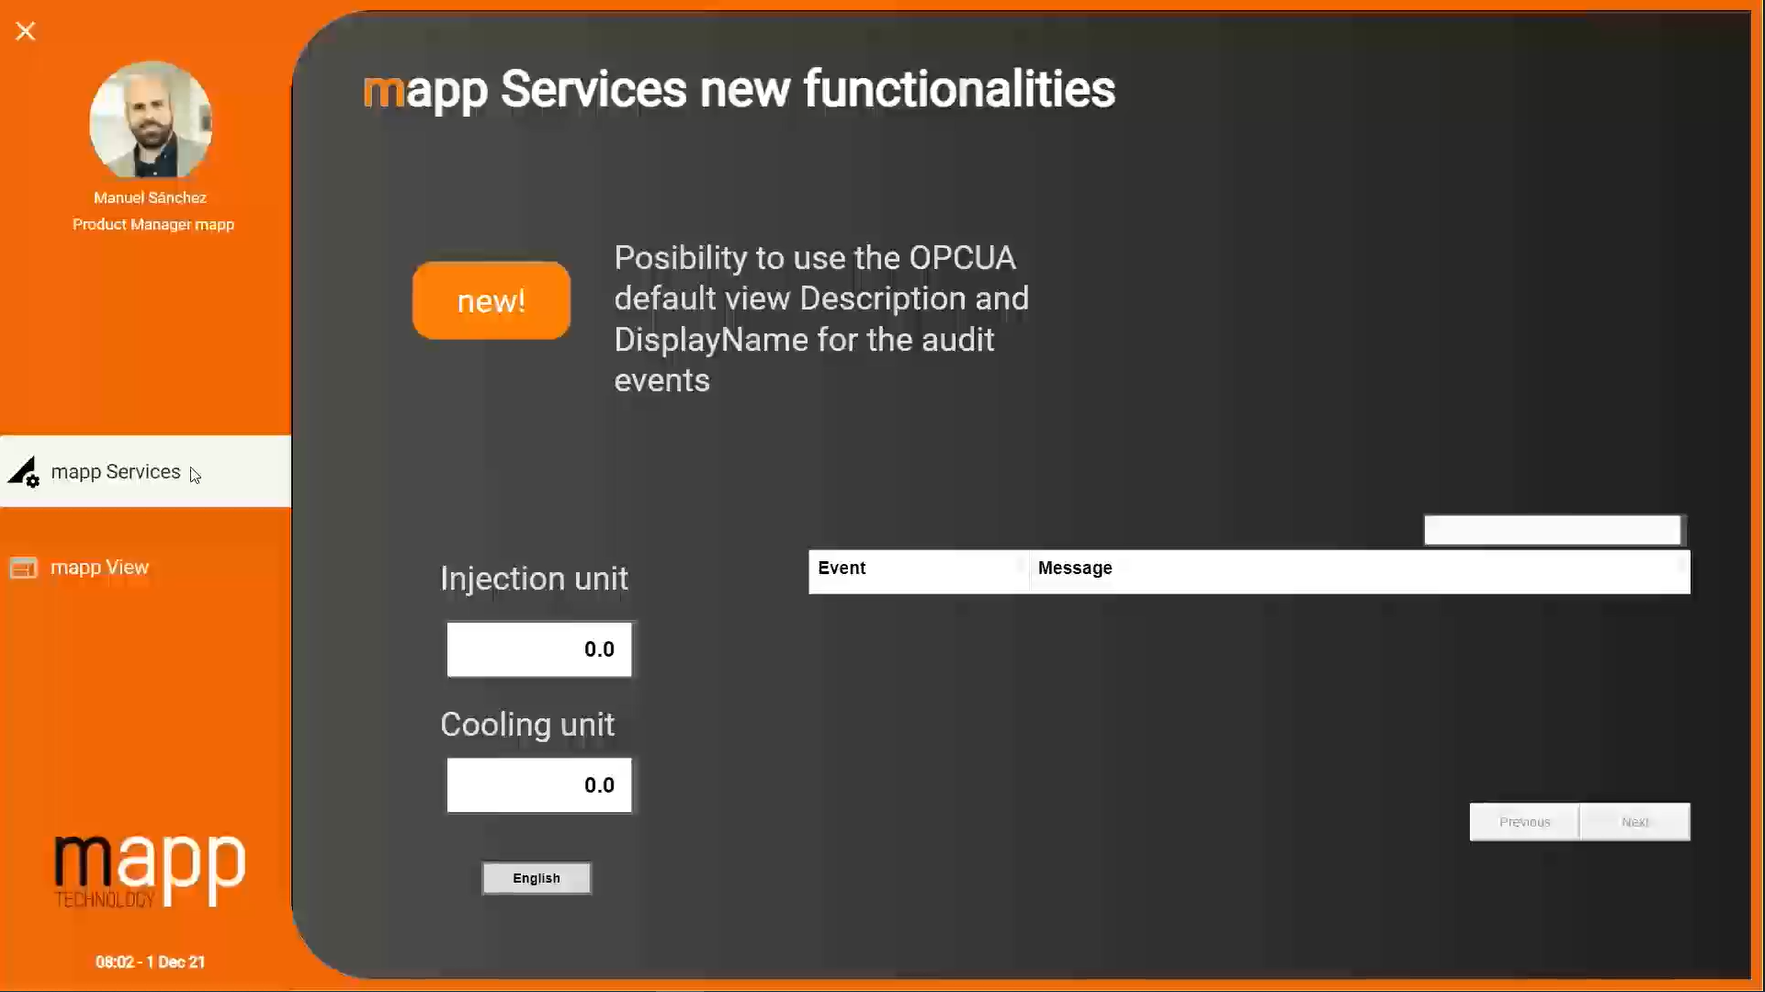 mapp Services new functionalities
Manuel Sánchez
Product Manager mapp
new!
Posibility to use the OPCUA
default view Description and
DisplayName for the audit
events
mapp Services
mapp View
Injection unit
0.0
Cooling unit
0.0
English
Event Message
Previous Next
mapp
TECHNOLOGY
08:02 - 1 Dec 21